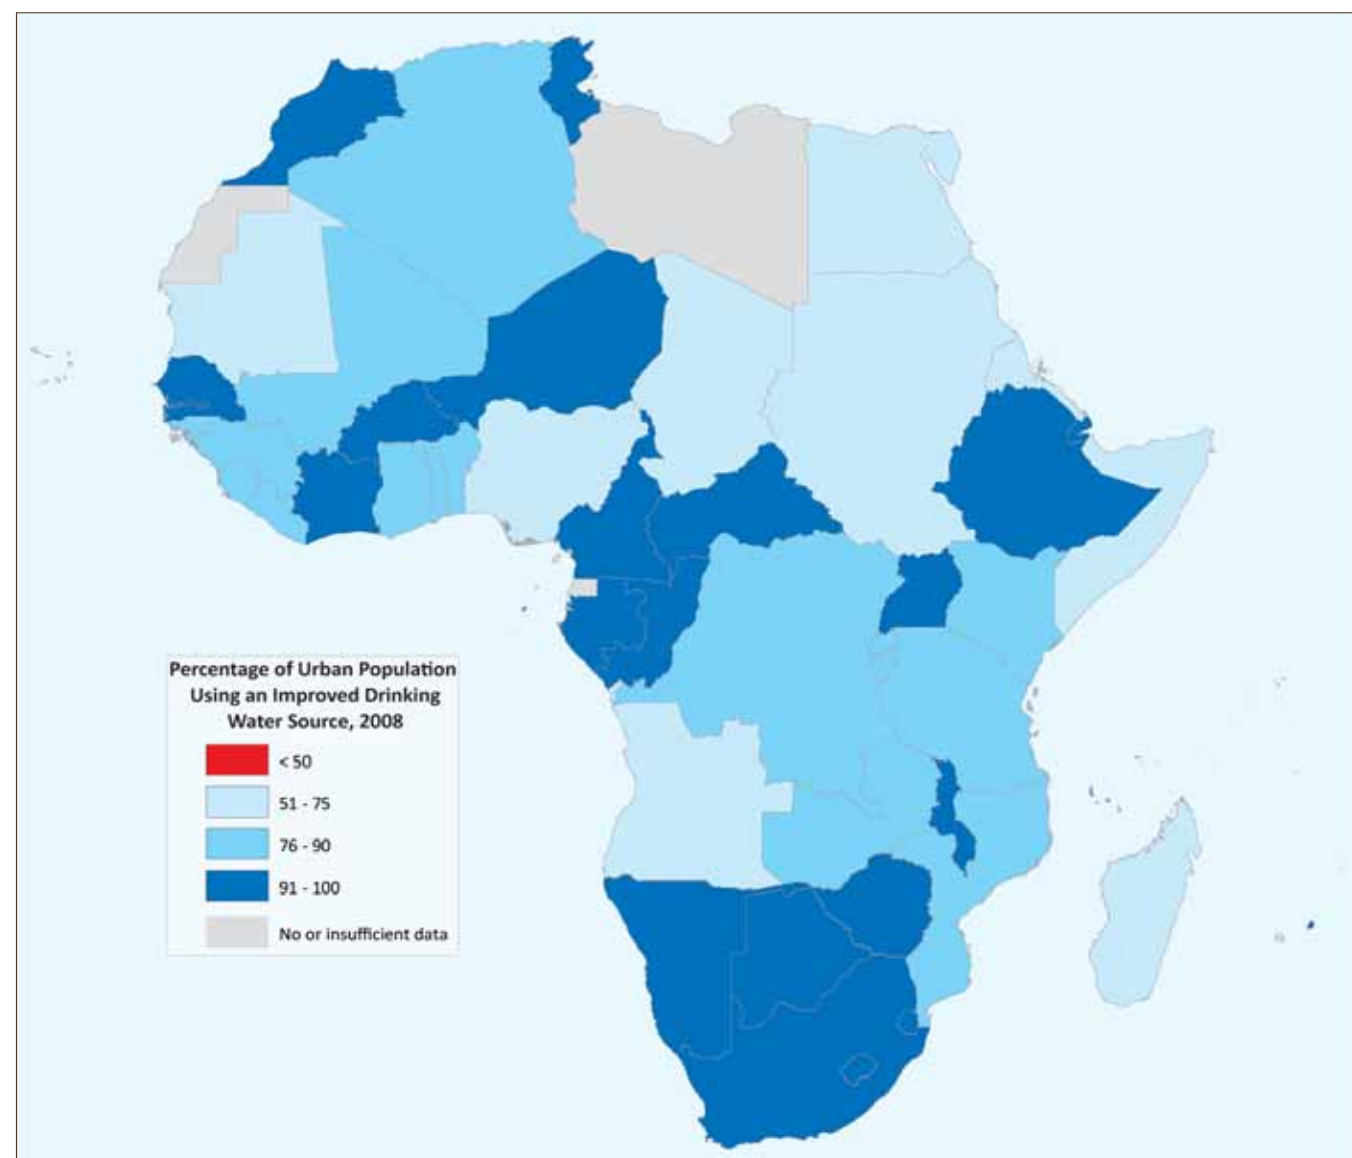 Percentage of Urban Population
Using an Improved Drinking
Water Source, 2008
< 50
51 - 75
76 - 90
91 - 100
No or insufficient data